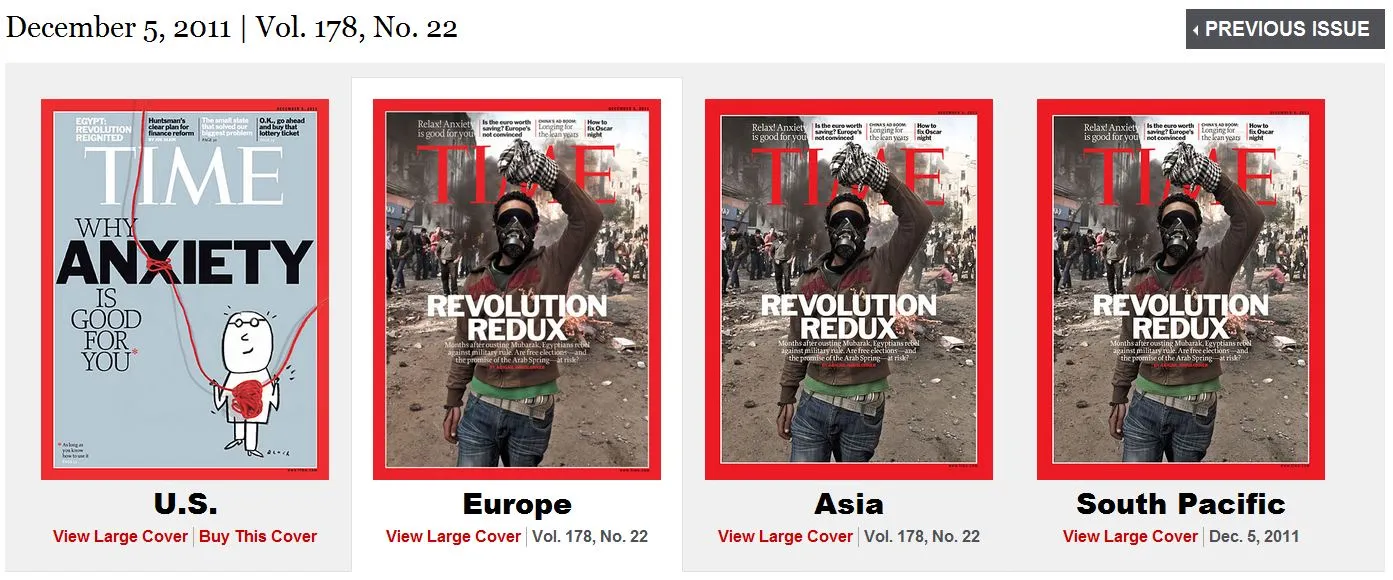 December 5, 2011 | Vol. 178, No. 22
PREVIOUS ISSUE
DECEMBER 5, 2011
EGYPT:
REVOLUTION
REIGNITED
Huntsman's
clear plan for
finance reform
BY JOE KLEIN
The small state
that solved our
biggest problem
O.K., go ahead
and buy that
lottery ticket
TIME
WHY
ANXIETY
IS
GOOD
FOR
YOU*
* As long as
you know
how to use it
www.time.com
U.S.
View Large Cover | Buy This Cover
DECEMBER 5, 2011
Relax! Anxiety
is good for you
Is the euro worth
saving? Europe's
not convinced
CHINA'S AD BOOM:
Longing for
the lean years
How to
fix Oscar
night
TIME
REVOLUTION
REDUX
Months after ousting Mubarak, Egyptians rebel
against military rule. Are free elections—and
the promise of the Arab Spring—at risk?
Europe
View Large Cover | Vol. 178, No. 22
Relax! Anxiety
is good for you
Is the euro worth
saving? Europe's
not convinced
CHINA'S AD BOOM:
Longing for
the lean years
How to
fix Oscar
night
TIME
REVOLUTION
REDUX
Months after ousting Mubarak, Egyptians rebel
against military rule. Are free elections—and
the promise of the Arab Spring—at risk?
Asia
View Large Cover | Vol. 178, No. 22
Relax! Anxiety
is good for you
Is the euro worth
saving? Europe's
not convinced
CHINA'S AD BOOM:
Longing for
the lean years
How to
fix Oscar
night
TIME
REVOLUTION
REDUX
Months after ousting Mubarak, Egyptians rebel
against military rule. Are free elections—and
the promise of the Arab Spring—at risk?
South Pacific
View Large Cover | Dec. 5, 2011